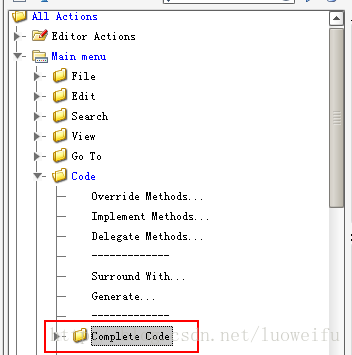 All Actions
Editor Actions
Main menu
File
Edit
Search
View
Go To
Code
Override Methods...
Implement Methods...
Delegate Methods...
-------------
Surround With...
Generate...
-------------
Complete Code
csdn.net/luoweifu